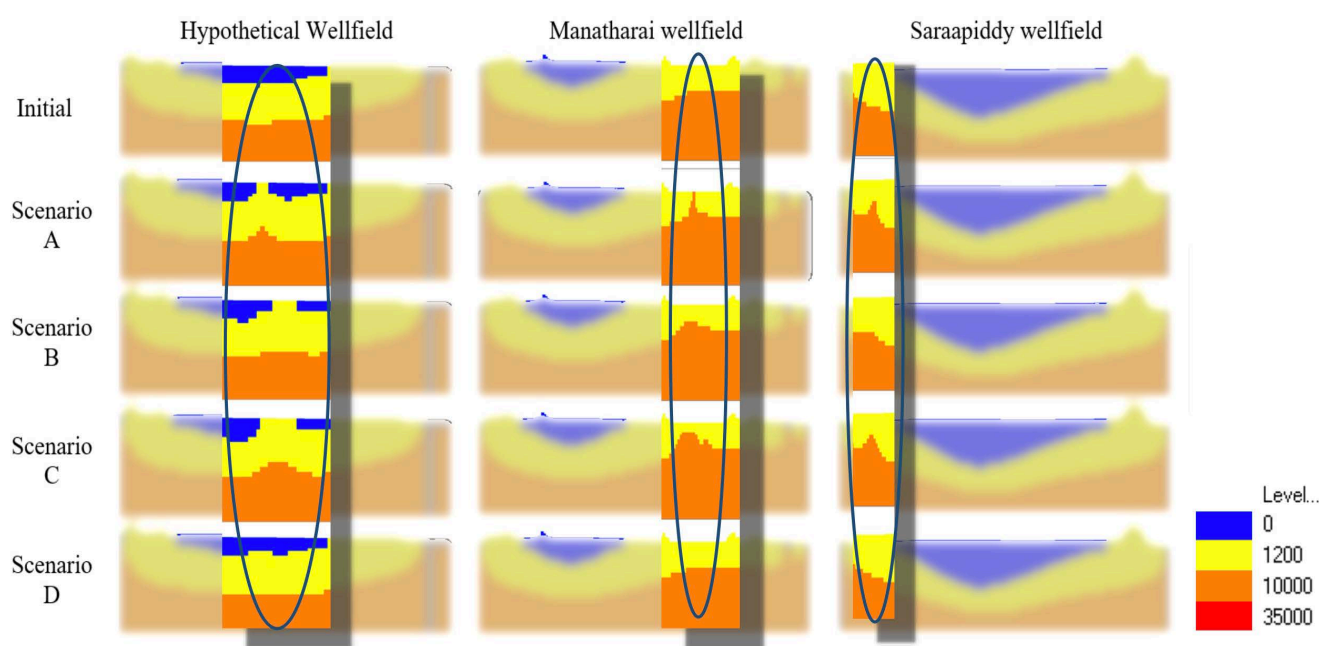 Hypothetical Wellfield
Manatharai wellfield
Saraapiddy wellfield
Initial
Scenario
A
Scenario
B
Scenario
C
Scenario
D
Level...
0
1200
10000
35000